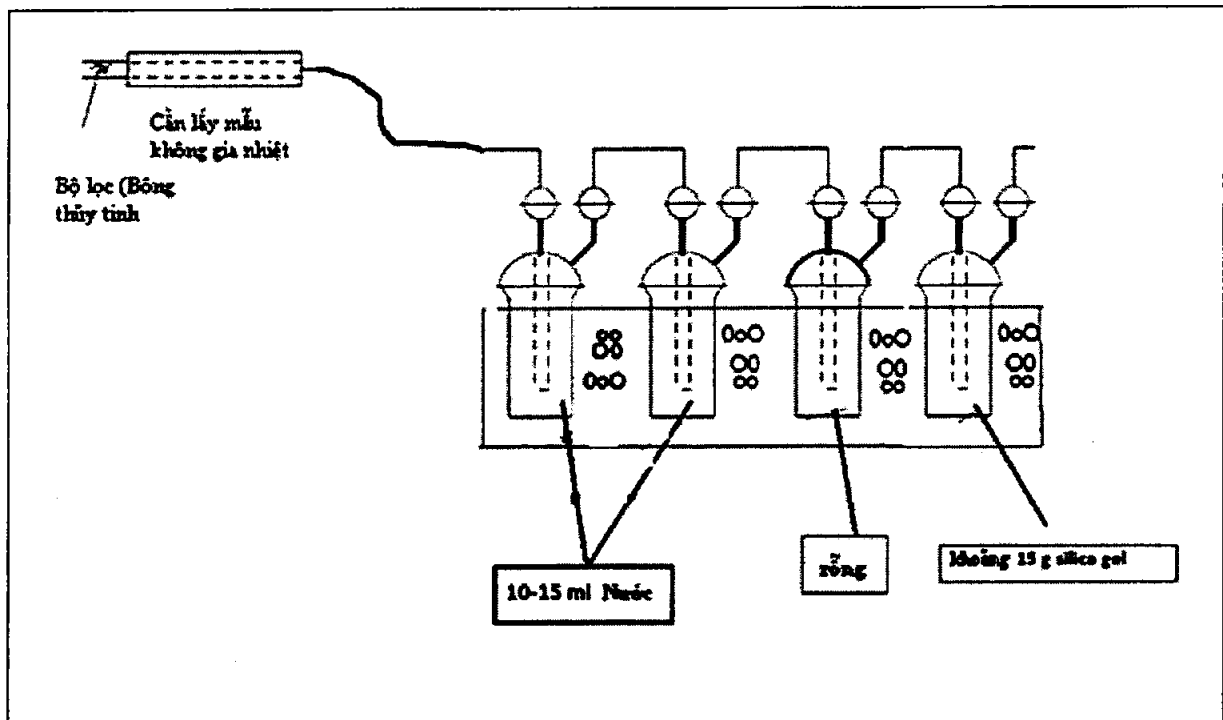 Cần lấy mẫu
không gia nhiệt
Bộ lọc (Bông
thủy tinh
10-15 ml Nước
rỗng
khoảng 15 g silica gel